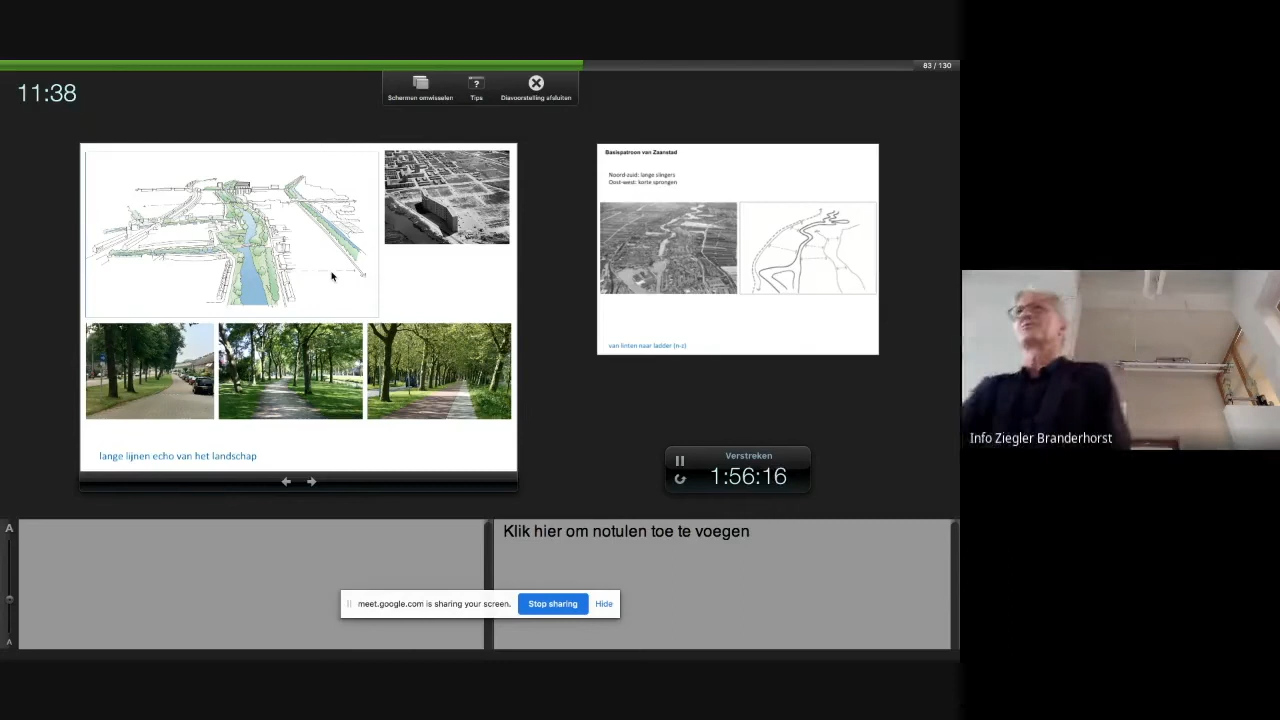 83 / 130
11:38
Schermen omwisselen
Tips
Diavoorstelling afsluiten
lange lijnen echo van het landschap
Basispatroon van Zaanstad
Noord-zuid: lange slingers
Oost-west: korte sprongen
van linten naar ladder (n-z)
Verstreken
1:56:16
A
A
Klik hier om notulen toe te voegen
meet.google.com is sharing your screen.
Stop sharing
Hide
Info Ziegler Branderhorst